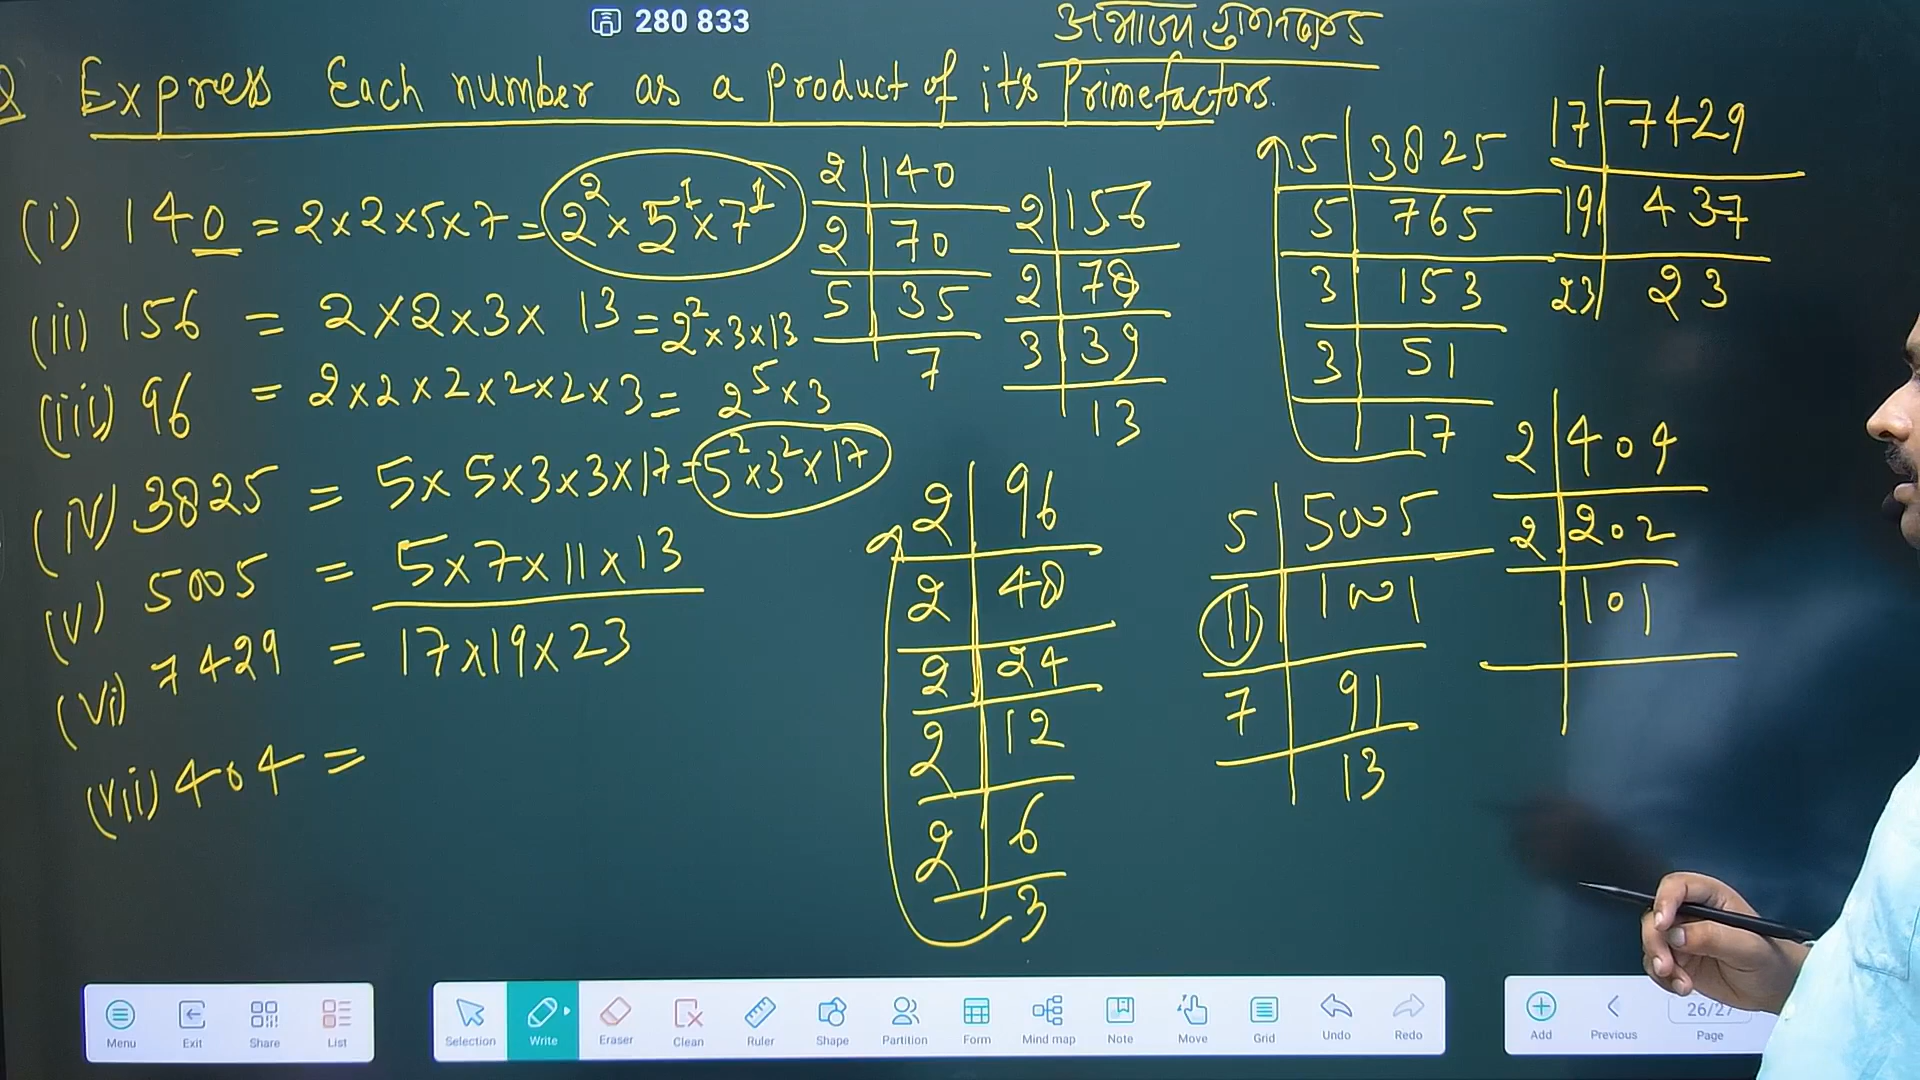 280 833
अभाज्य गुणनखण्ड
Q Express Each number as a product of it's Primefactors.
(i) 140 = 2×2×5×7 = 2² × 5¹ × 7¹
(ii) 156 = 2×2×3× 13 = 2² × 3 × 13
(iii) 96 = 2×2×2×2×2×3 = 2⁵ × 3
(iv) 3825 = 5×5×3×3×17 = 5² × 3² × 17
(v) 5005 = 5×7×11×13
(vi) 7429 = 17×19×23
(vii) 404 =
2 | 140
2 | 70
5 | 35
7
2 | 156
2 | 78
3 | 39
13
5 | 3825
5 | 765
3 | 153
3 | 51
17
17 | 7429
19 | 437
23 | 23
2 | 96
2 | 48
2 | 24
2 | 12
2 | 6
3
5 | 5005
11 | 1001
7 | 91
13
2 | 404
2 | 202
101
Menu Exit Share List
Selection Write Eraser Clean Ruler Shape Partition Form Mind map Note Move Grid Undo Redo
26/27
Add Previous Page